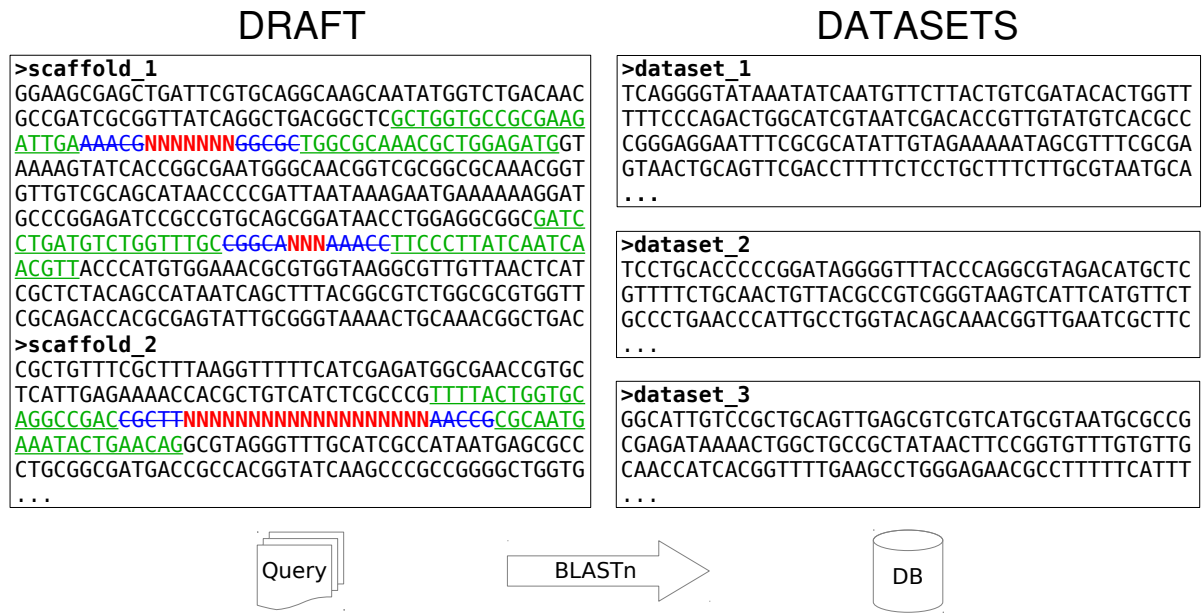 DRAFT
>scaffold_1
GGAAGCGAGCTGATTCGTGCAGGCAAGCAATATGGTCTGACAAC
GCCGATCGCGGTTATCAGGCTGACGGCTCGCTGGTGCCGCGAAG
ATTGAAAACGNNNNNNNGGCGCTGGCGCAAACGCTGGAGATGGT
AAAAGTATCACCGGCGAATGGGCAACGGTCGCGGCGCAAACGGT
GTTGTCGCAGCATAACCCCGATTAATAAAGAATGAAAAAAGGAT
GCCCGGAGATCCGCCGTGCAGCGGATAACCTGGAGGCGGCGATC
CTGATGTCTGGTTTGCCGGCANNNAAACCTTCCCTTATCAATCA
ACGTTACCCATGTGGAAACGCGTGGTAAGGCGTTGTTAACTCAT
CGCTCTACAGCCATAATCAGCTTTACGGCGTCTGGCGCGTGGTT
CGCAGACCACGCGAGTATTGCGGGTAAAACTGCAAACGGCTGAC
>scaffold_2
CGCTGTTTCGCTTTAAGGTTTTTCATCGAGATGGCGAACCGTGC
TCATTGAGAAAACCACGCTGTCATCTCGCCCGTTTTACTGGTGC
AGGCCGACCGCTTNNNNNNNNNNNNNNNNNNNAACCGCGCAATG
AAATACTGAACAGGCGTAGGGTTTGCATCGCCATAATGAGCGCC
CTGCGGCGATGACCGCCACGGTATCAAGCCCGCCGGGGCTGGTG
...
DATASETS
>dataset_1
TCAGGGGTATAAATATCAATGTTCTTACTGTCGATACACTGGTT
TTTCCCAGACTGGCATCGTAATCGACACCGTTGTATGTCACGCC
CGGGAGGAATTTCGCGCATATTGTAGAAAAATAGCGTTTCGCGA
GTAACTGCAGTTCGACCTTTTCTCCTGCTTTCTTGCGTAATGCA
...
>dataset_2
TCCTGCACCCCCGGATAGGGGTTTACCCAGGCGTAGACATGCTC
GTTTTCTGCAACTGTTACGCCGTCGGGTAAGTCATTCATGTTCT
GCCCTGAACCCATTGCCTGGTACAGCAAACGGTTGAATCGCTTC
...
>dataset_3
GGCATTGTCCGCTGCAGTTGAGCGTCGTCATGCGTAATGCGCCG
CGAGATAAAACTGGCTGCCGCTATAACTTCCGGTGTTTGTGTTG
CAACCATCACGGTTTTGAAGCCTGGGAGAACGCCTTTTTCATTT
...
Query
BLASTn
DB